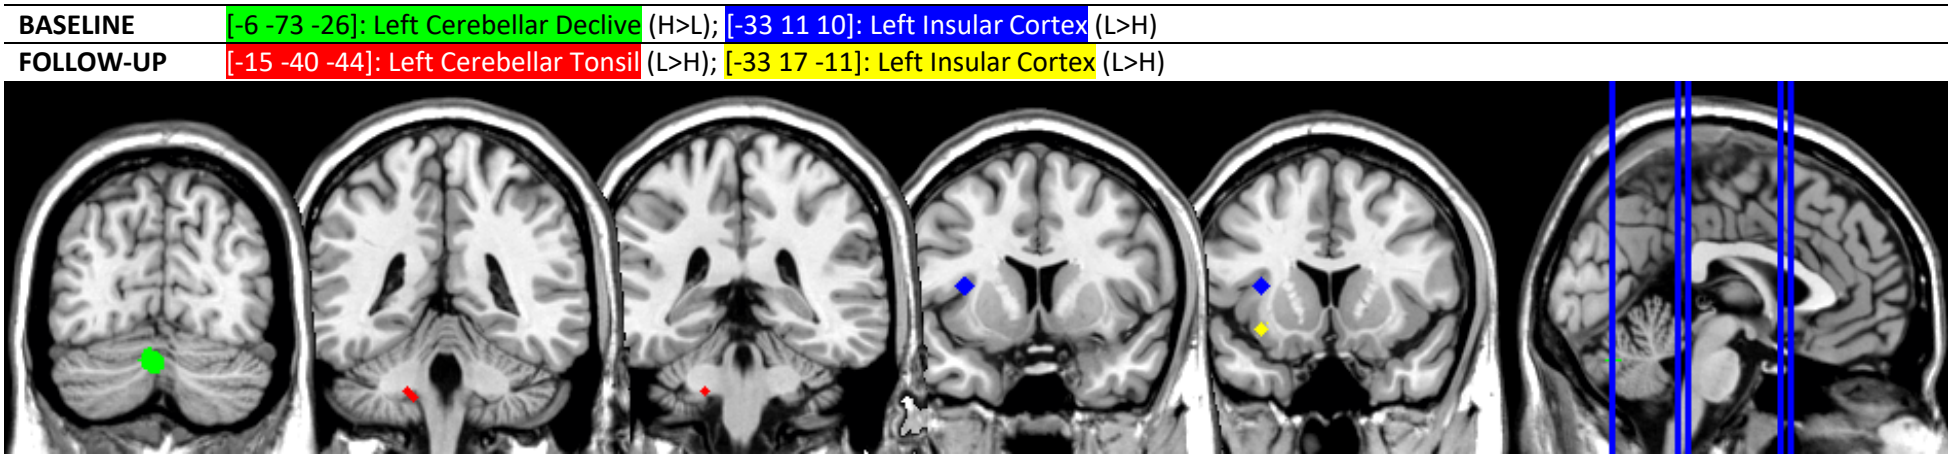 BASELINE [-6 -73 -26]: Left Cerebellar Declive (H>L); [-33 11 10]: Left Insular Cortex (L>H)
FOLLOW-UP [-15 -40 -44]: Left Cerebellar Tonsil (L>H); [-33 17 -11]: Left Insular Cortex (L>H)